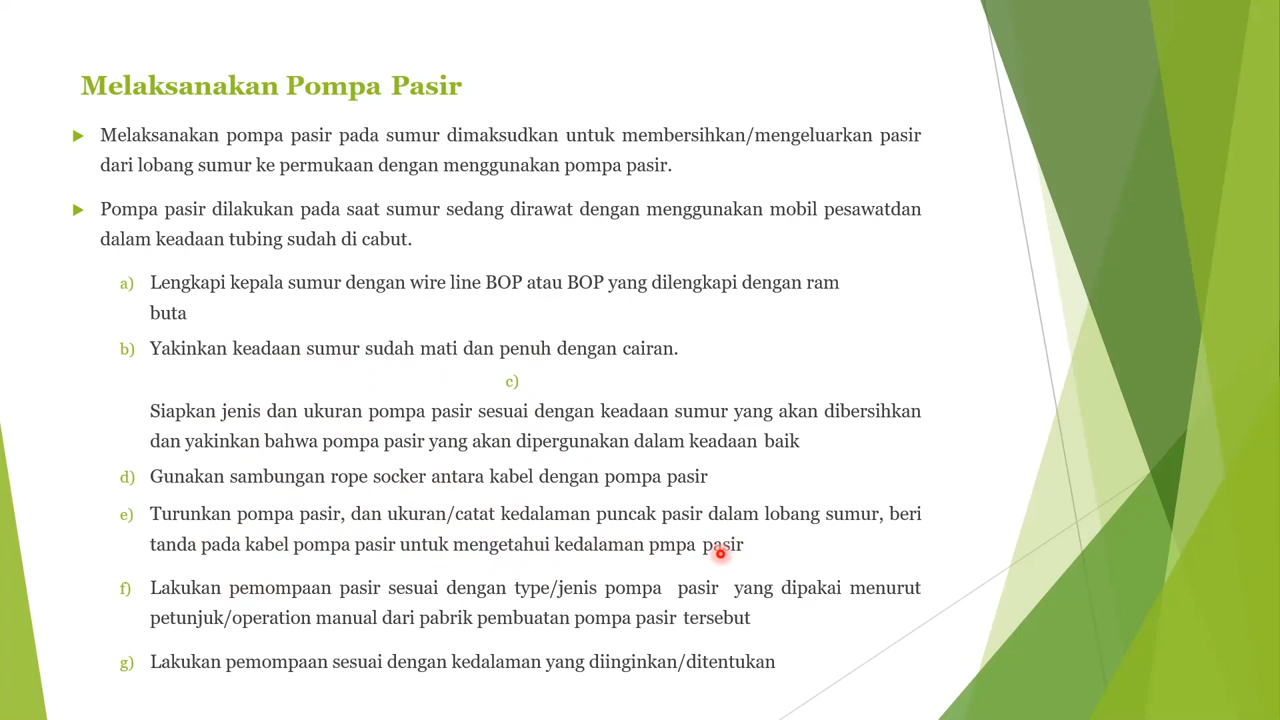 Melaksanakan Pompa Pasir
Melaksanakan pompa pasir pada sumur dimaksudkan untuk membersihkan/mengeluarkan pasir
dari lobang sumur ke permukaan dengan menggunakan pompa pasir.
Pompa pasir dilakukan pada saat sumur sedang dirawat dengan menggunakan mobil pesawatdan
dalam keadaan tubing sudah di cabut.
a) Lengkapi kepala sumur dengan wire line BOP atau BOP yang dilengkapi dengan ram
buta
b) Yakinkan keadaan sumur sudah mati dan penuh dengan cairan.
c)
Siapkan jenis dan ukuran pompa pasir sesuai dengan keadaan sumur yang akan dibersihkan
dan yakinkan bahwa pompa pasir yang akan dipergunakan dalam keadaan baik
d) Gunakan sambungan rope socker antara kabel dengan pompa pasir
e) Turunkan pompa pasir, dan ukuran/catat kedalaman puncak pasir dalam lobang sumur, beri
tanda pada kabel pompa pasir untuk mengetahui kedalaman pmpa pasir
f) Lakukan pemompaan pasir sesuai dengan type/jenis pompa pasir yang dipakai menurut
petunjuk/operation manual dari pabrik pembuatan pompa pasir tersebut
g) Lakukan pemompaan sesuai dengan kedalaman yang diinginkan/ditentukan